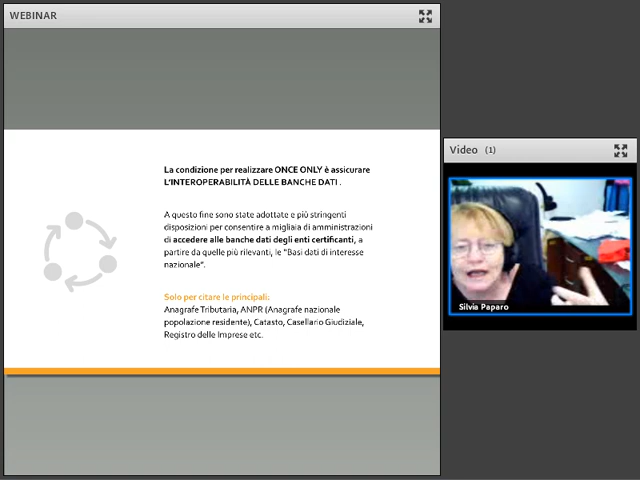 WEBINAR
Video (1)
La condizione per realizzare ONCE ONLY è assicurare
L'INTEROPERABILITÀ DELLE BANCHE DATI .
A questo fine sono state adottate e più stringenti
disposizioni per consentire a migliaia di amministrazioni
di accedere alle banche dati degli enti certificanti, a
partire da quelle più rilevanti, le "Basi dati di interesse
nazionale".
Solo per citare le principali:
Anagrafe Tributaria, ANPR (Anagrafe nazionale
popolazione residente), Catasto, Casellario Giudiziale,
Registro delle Imprese etc.
Silvia Paparo